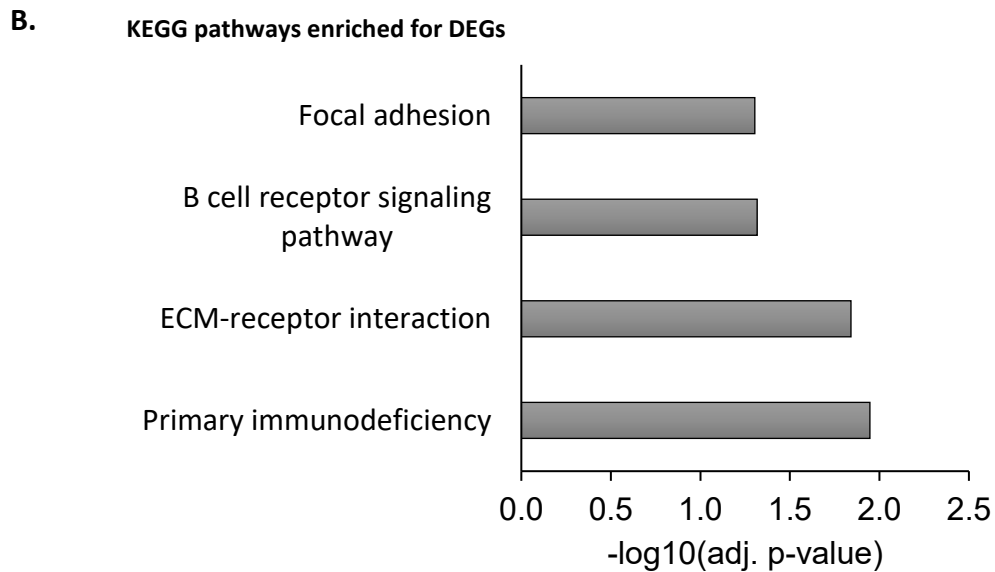 B.
KEGG pathways enriched for DEGs
Focal adhesion
B cell receptor signaling
pathway
ECM-receptor interaction
Primary immunodeficiency
0.0 0.5 1.0 1.5 2.0 2.5
-log10(adj. p-value)